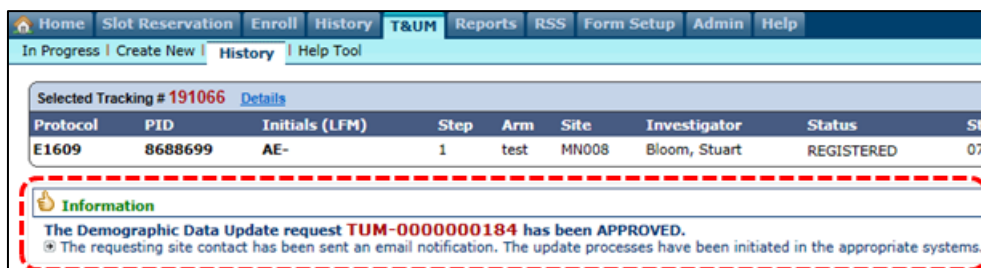 Home Slot Reservation Enroll History T&UM Reports RSS Form Setup Admin Help
In Progress | Create New | History | Help Tool
Selected Tracking # 191066 Details
Protocol PID Initials (LFM) Step Arm Site Investigator Status St
E1609 8688699 AE- 1 test MN008 Bloom, Stuart REGISTERED 07
Information
The Demographic Data Update request TUM-0000000184 has been APPROVED.
The requesting site contact has been sent an email notification. The update processes have been initiated in the appropriate systems.